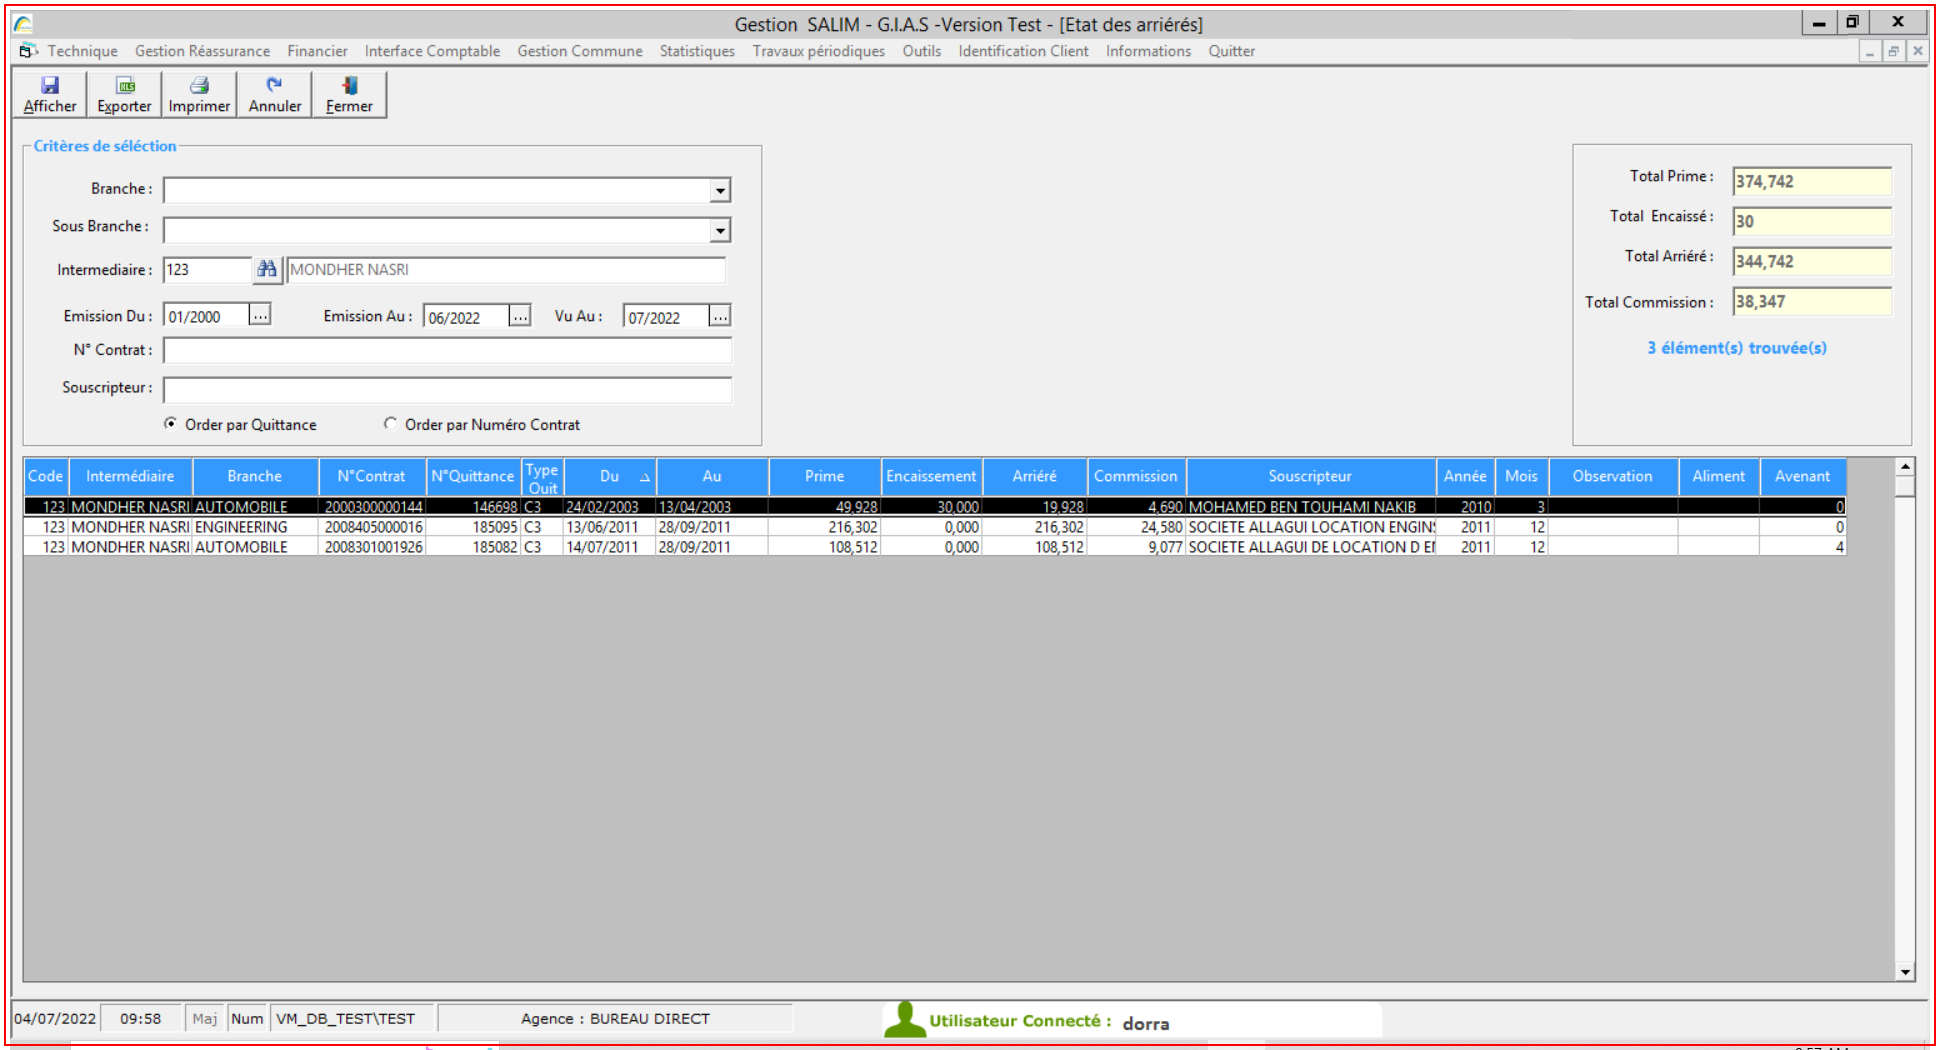 Gestion SALIM - G.I.A.S -Version Test - [Etat des arriérés]
Technique Gestion Réassurance Financier Interface Comptable Gestion Commune Statistiques Travaux périodiques Outils Identification Client Informations Quitter
Afficher Exporter Imprimer Annuler Fermer
Critères de séléction
Branche :
Sous Branche :
Intermediaire : 123 MONDHER NASRI
Emission Du : 01/2000 ... Emission Au : 06/2022 ... Vu Au : 07/2022 ...
N° Contrat :
Souscripteur :
Order par Quittance Order par Numéro Contrat
Total Prime : 374,742
Total Encaissé : 30
Total Arriéré : 344,742
Total Commission : 38,347
3 élément(s) trouvée(s)
Code Intermédiaire Branche N°Contrat N°Quittance Type Quit Du Au Prime Encaissement Arriéré Commission Souscripteur Année Mois Observation Aliment Avenant
123 MONDHER NASRI AUTOMOBILE 2000300000144 146698 C3 24/02/2003 13/04/2003 49,928 30,000 19,928 4,690 MOHAMED BEN TOUHAMI NAKIB 2010 3 0
123 MONDHER NASRI ENGINEERING 2008405000016 185095 C3 13/06/2011 28/09/2011 216,302 0,000 216,302 24,580 SOCIETE ALLAGUI LOCATION ENGIN 2011 12 0
123 MONDHER NASRI AUTOMOBILE 2008301001926 185082 C3 14/07/2011 28/09/2011 108,512 0,000 108,512 9,077 SOCIETE ALLAGUI DE LOCATION D 2011 12 4
04/07/2022 09:58 Maj Num VM_DB_TEST\TEST Agence : BUREAU DIRECT Utilisateur Connecté : dorra